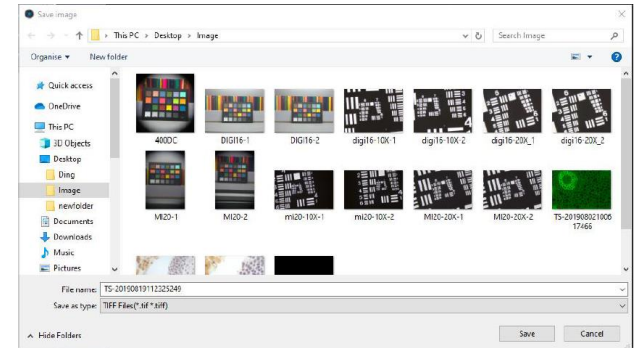 Save image
This PC > Desktop > Image
Search Image
Organise
New folder
Quick access
OneDrive
This PC
3D Objects
Desktop
Ding
Image
newfolder
Documents
Downloads
Music
Pictures
400DC
DIGI16-1
DIGI16-2
digi16-10X-1
digi16-10X-2
digi16-20X_1
digi16-20X_2
MI20-1
MI20-2
mi20-10X-1
mi20-10X-2
MI20-20X-1
MI20-20X-2
TS-201908021006
17466
File name: TS-20190819112325249
Save as type: TIFF Files(*.tif *.tiff)
Hide Folders
Save
Cancel